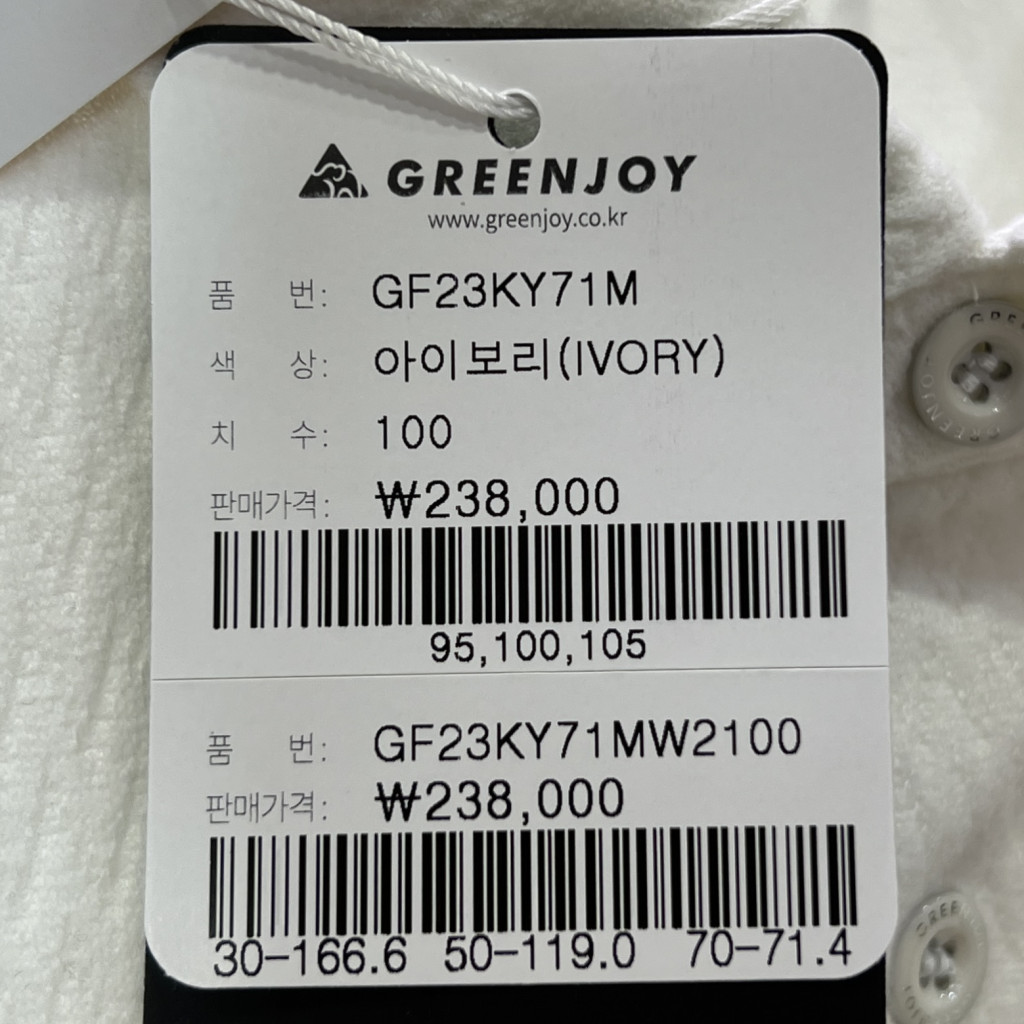 GREENJOY
www.greenjoy.co.kr
품 번: GF23KY71M
색 상: 아이보리(IVORY)
치 수: 100
판매가격: ₩238,000
95,100,105
품 번: GF23KY71MW2100
판매가격: ₩238,000
30-166.6 50-119.0 70-71.4
GREENJOY